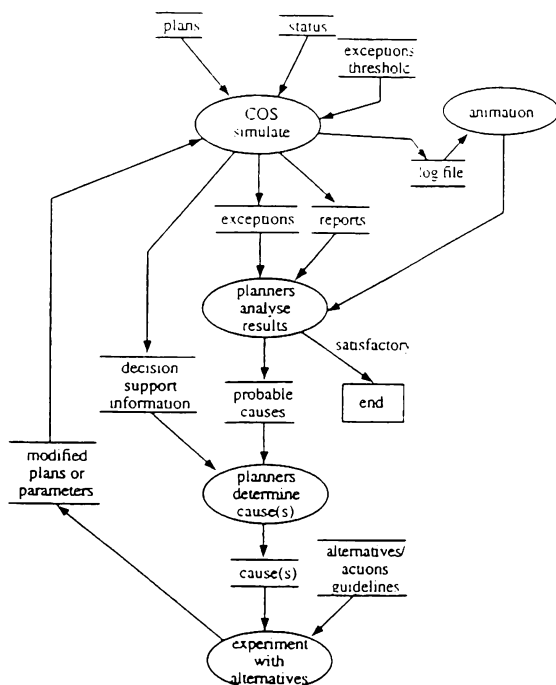 plans
status
exceptions
threshold
COS
simulate
animation
log file
exceptions
reports
planners
analyse
results
satisfactory
decision
support
information
probable
causes
end
modified
plans or
parameters
planners
determine
cause(s)
cause(s)
alternatives/
actions
guidelines
experiment
with
alternatives